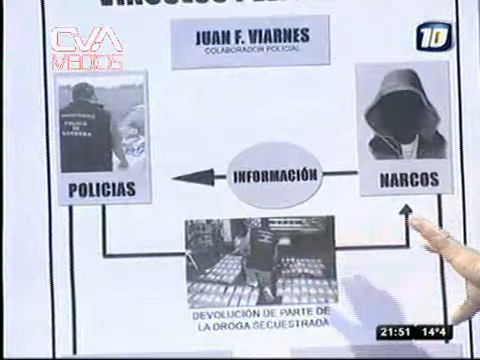 JUAN F. VIARNES
COLABORADOR POLICIAL
CVA
MEDIOS
10
POLICIA
DE
POLICIAS
INFORMACIÓN
NARCOS
DEVOLUCIÓN DE PARTE DE
LA DROGA SECUESTRADA
21:51 14°4